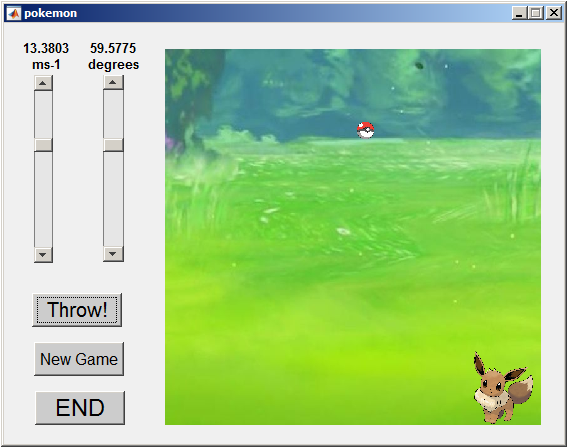 pokemon
13.3803
ms-1
59.5775
degrees
Throw!
New Game
END